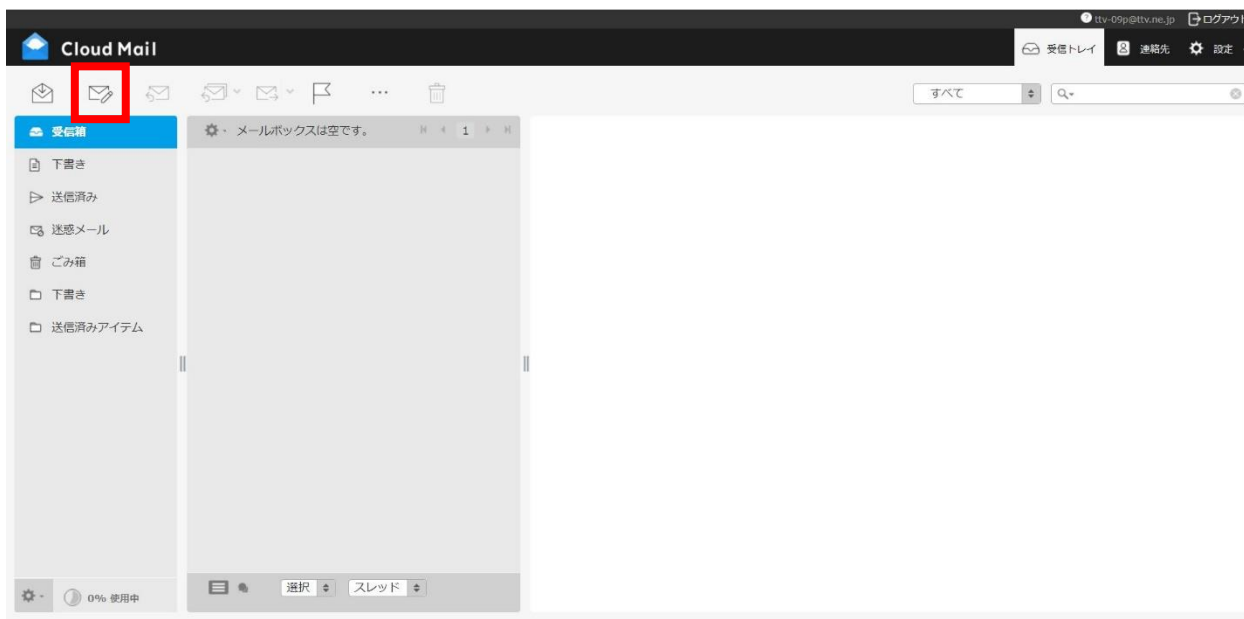 ttv-09p@ttv.ne.jp ログアウト
Cloud Mail
受信トレイ 連絡先 設定
すべて
受信箱
下書き
送信済み
迷惑メール
ごみ箱
下書き
送信済みアイテム
0% 使用中
メールボックスは空です。 1
選択 スレッド